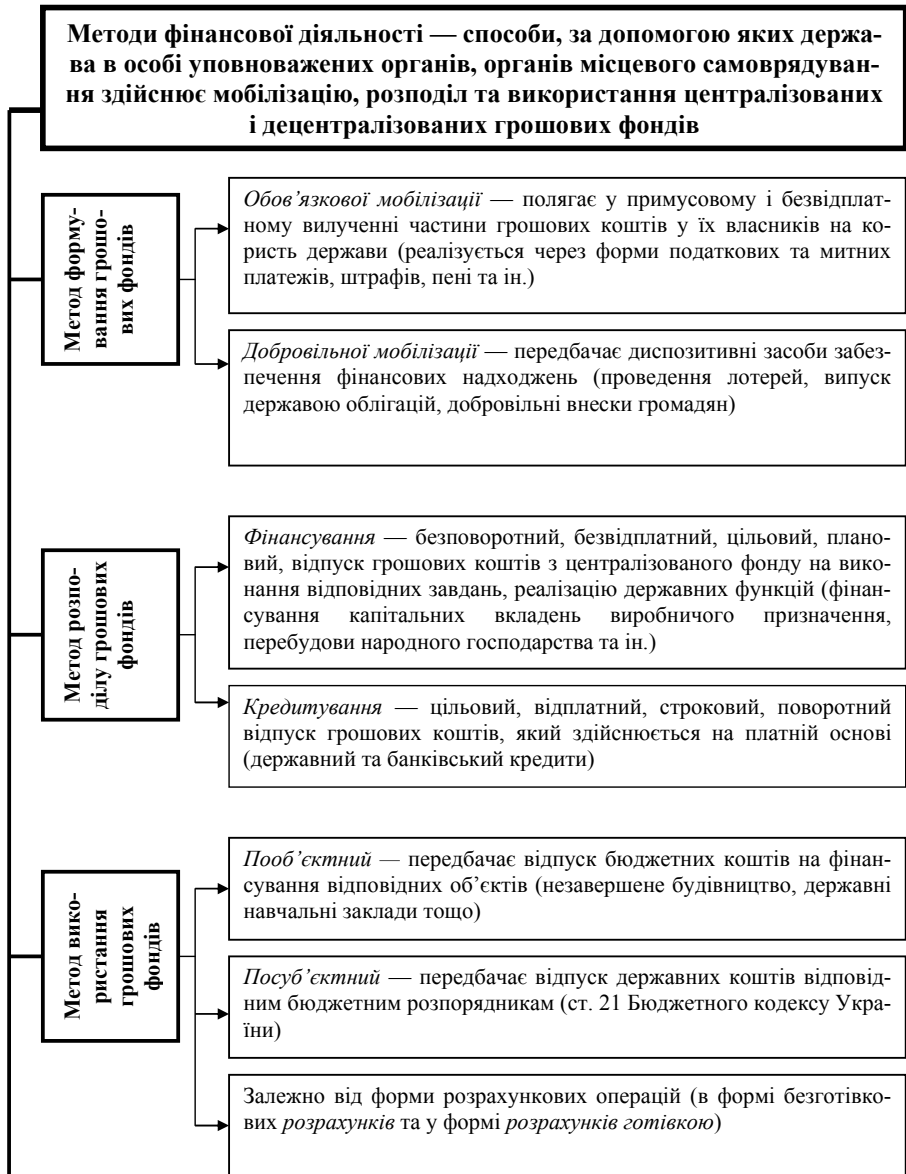 Методи фінансової діяльності — способи, за допомогою яких держа-
ва в особі уповноважених органів, органів місцевого самоврядуван-
ня здійснює мобілізацію, розподіл та використання централізованих
і децентралізованих грошових фондів
Метод форму-
вання грошо-
вих фондів
Обов’язкової мобілізації — полягає у примусовому і безвідплат-
ному вилученні частини грошових коштів у їх власників на ко-
ристь держави (реалізується через форми податкових та митних
платежів, штрафів, пені та ін.)
Добровільної мобілізації — передбачає диспозитивні засоби забез-
печення фінансових надходжень (проведення лотерей, випуск
державою облігацій, добровільні внески громадян)
Метод розпо-
ділу грошових
фондів
Фінансування — безповоротний, безвідплатний, цільовий, плано-
вий, відпуск грошових коштів з централізованого фонду на вико-
нання відповідних завдань, реалізацію державних функцій (фінан-
сування капітальних вкладень виробничого призначення,
перебудови народного господарства та ін.)
Кредитування — цільовий, відплатний, строковий, поворотний
відпуск грошових коштів, який здійснюється на платній основі
(державний та банківський кредити)
Метод вико-
ристання
грошових
фондів
Пооб’єктний — передбачає відпуск бюджетних коштів на фінан-
сування відповідних об’єктів (незавершене будівництво, державні
навчальні заклади тощо)
Посуб’єктний — передбачає відпуск державних коштів відповід-
ним бюджетним розпорядникам (ст. 21 Бюджетного кодексу Укра-
їни)
Залежно від форми розрахункових операцій (в формі безготівко-
вих розрахунків та у формі розрахунків готівкою)